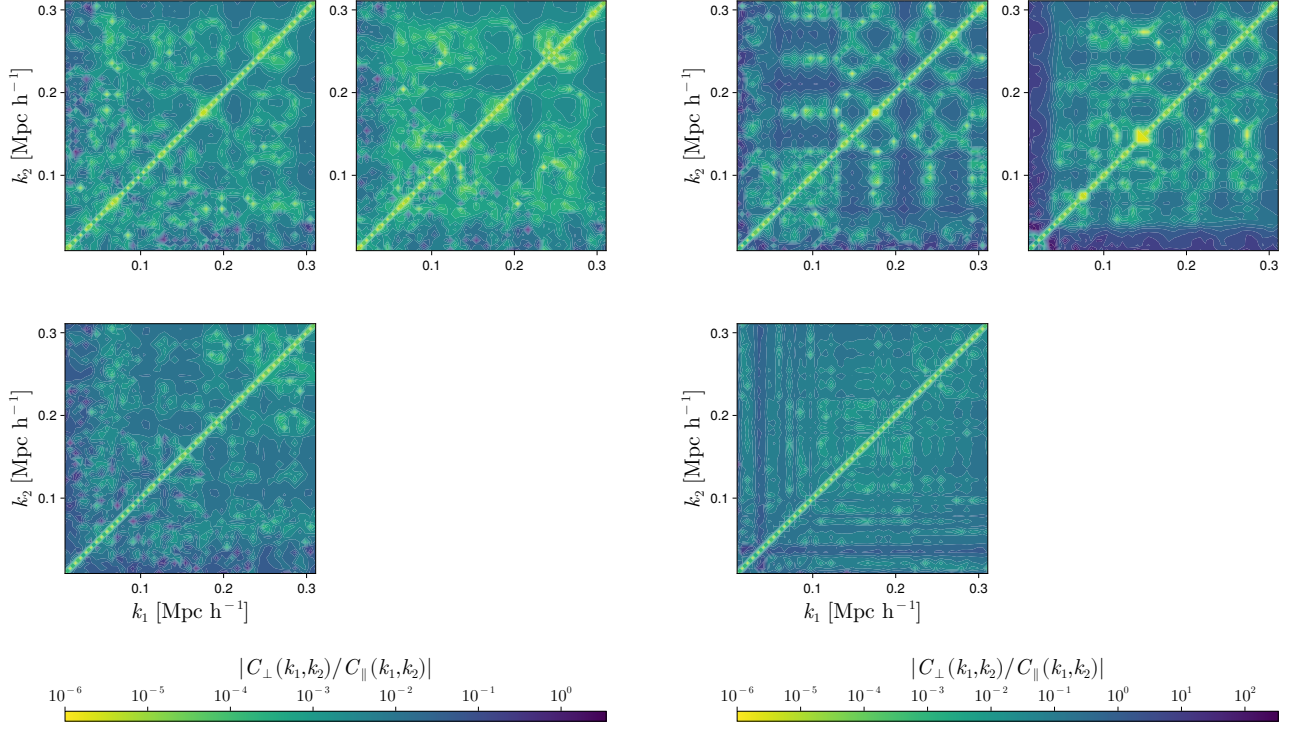 0.3
0.2
0.1
k₂ [Mpc h⁻¹]
0.1 0.2 0.3
0.1 0.2 0.3
0.3
0.2
0.1
k₂ [Mpc h⁻¹]
0.1 0.2 0.3
0.3
0.2
0.1
0.1 0.2 0.3
0.3
0.2
0.1
k₂ [Mpc h⁻¹]
0.1 0.2 0.3
k₁ [Mpc h⁻¹]
0.3
0.2
0.1
k₂ [Mpc h⁻¹]
0.1 0.2 0.3
k₁ [Mpc h⁻¹]
|C⊥(k₁,k₂)/C∥(k₁,k₂)|
10⁻⁶ 10⁻⁵ 10⁻⁴ 10⁻³ 10⁻² 10⁻¹ 10⁰
|C⊥(k₁,k₂)/C∥(k₁,k₂)|
10⁻⁶ 10⁻⁵ 10⁻⁴ 10⁻³ 10⁻² 10⁻¹ 10⁰ 10¹ 10²